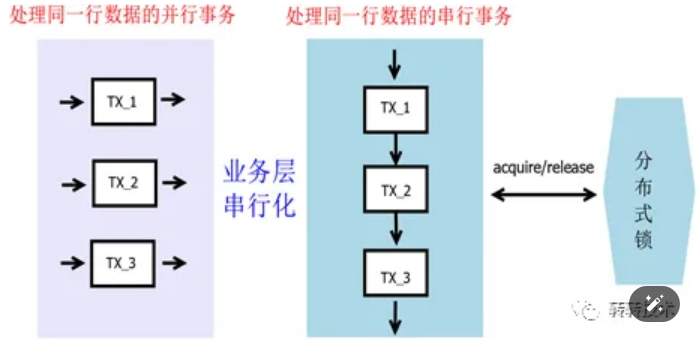 处理同一行数据的并行事务
处理同一行数据的串行事务
TX_1
TX_2
TX_3
业务层
串行化
TX_1
TX_2
TX_3
acquire/release
分
布
式
锁